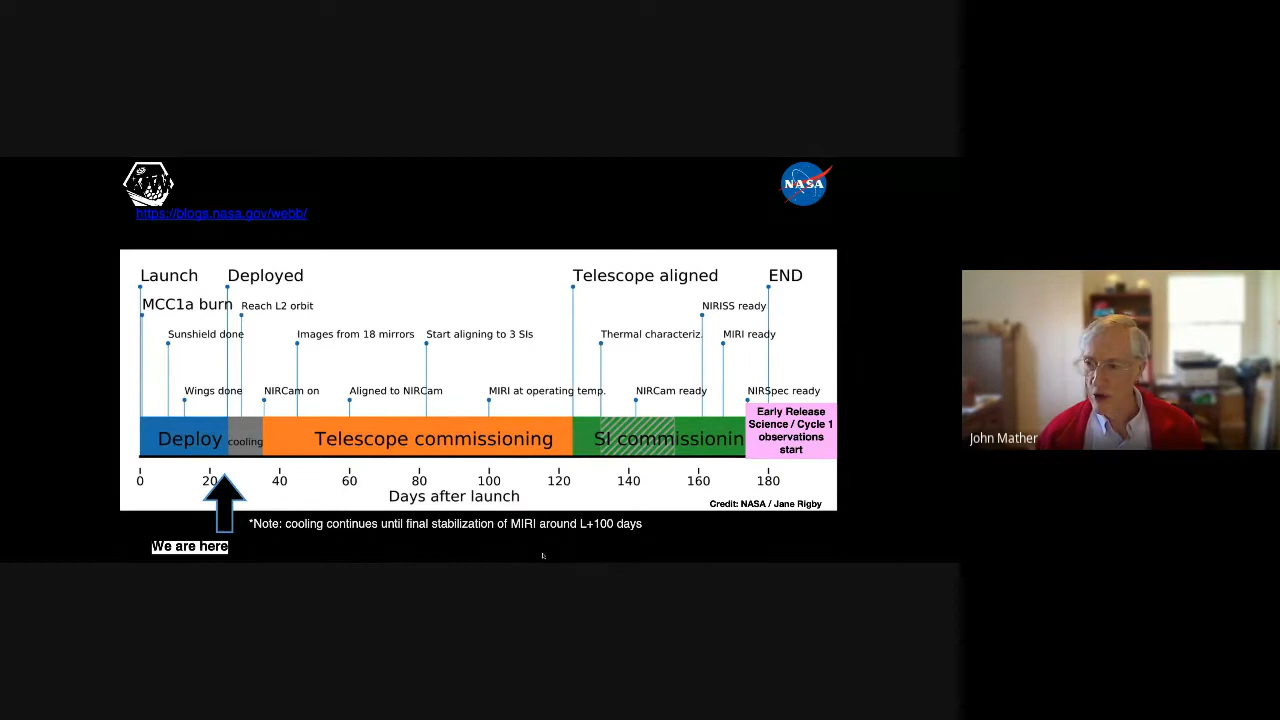 NASA
https://blogs.nasa.gov/webb/
Launch
Deployed
Telescope aligned
END
MCC1a burn
Reach L2 orbit
NIRISS ready
Sunshield done
Images from 18 mirrors
Start aligning to 3 SIs
Thermal characteriz.
MIRI ready
Wings done
NIRCam on
Aligned to NIRCam
MIRI at operating temp.
NIRCam ready
NIRSpec ready
Deploy
cooling
Telescope commissioning
SI commissionin
Early Release
Science / Cycle 1
observations
start
0 20 40 60 80 100 120 140 160 180
Days after launch
Credit: NASA / Jane Rigby
*Note: cooling continues until final stabilization of MIRI around L+100 days
We are here
John Mather